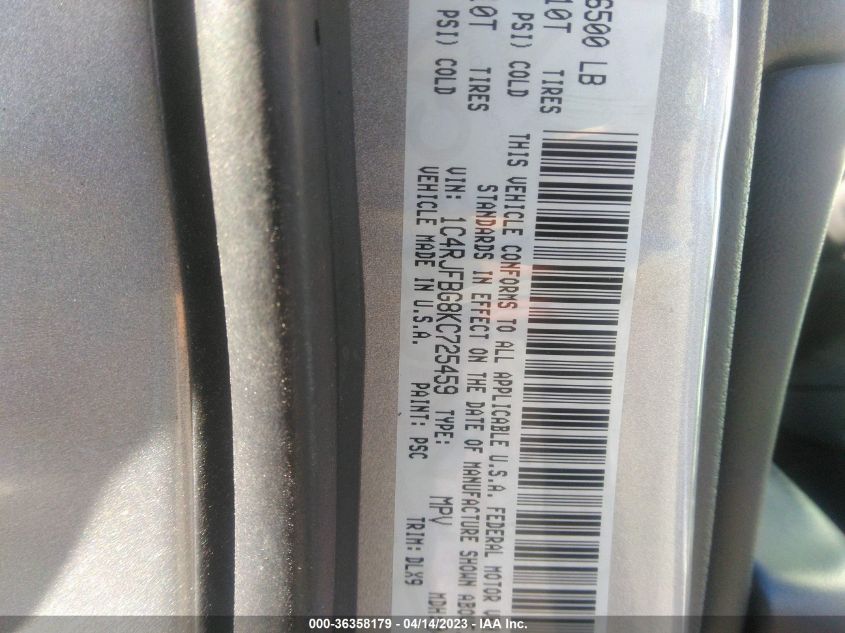 6500 LB
10T TIRES
PSI) COLD
10T TIRES
PSI) COLD
THIS VEHICLE CONFORMS TO ALL APPLICABLE U.S.A. FEDERAL MOTOR V
STANDARDS IN EFFECT ON THE DATE OF MANUFACTURE SHOWN ABO
VIN: 1C4RJFBG8KC725459 TYPE: MPV MDH
VEHICLE MADE IN U.S.A. PAINT: PSC TRIM: DLX9
000-36358179 - 04/14/2023 - IAA Inc.